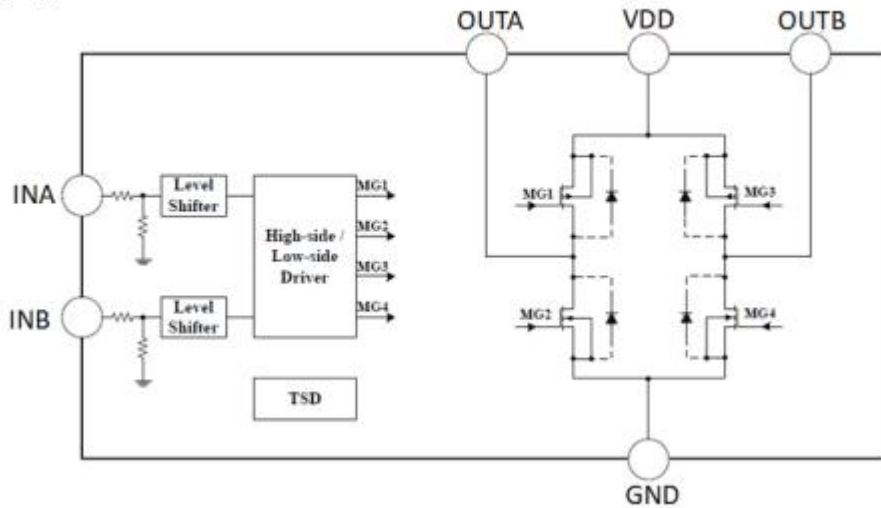 OUTA VDD OUTB
INA
Level
Shifter
High-side /
Low-side
Driver
MG1
MG2
MG3
MG4
INB
Level
Shifter
TSD
MG1
MG3
MG2
MG4
GND